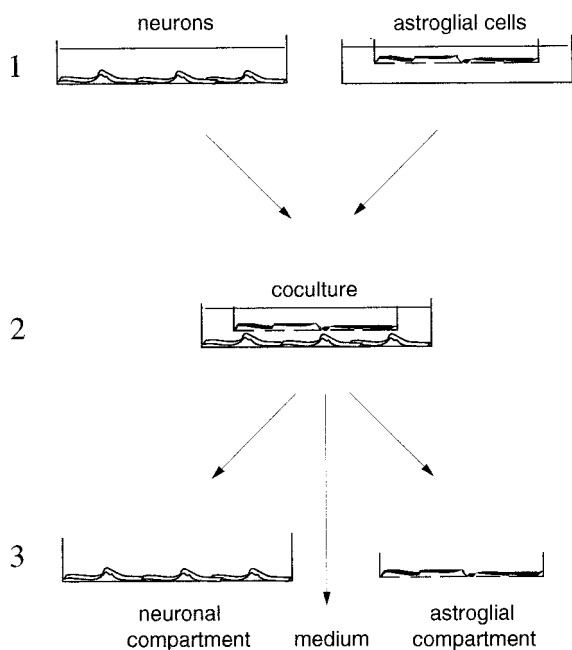 neurons
astroglial cells
1
coculture
2
3
neuronal
compartment
medium
astroglial
compartment